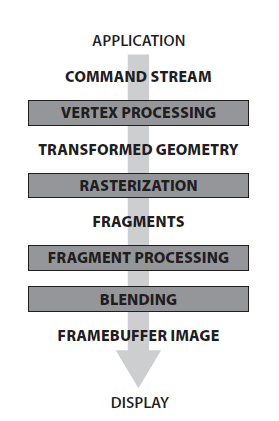 APPLICATION
COMMAND STREAM
VERTEX PROCESSING
TRANSFORMED GEOMETRY
RASTERIZATION
FRAGMENTS
FRAGMENT PROCESSING
BLENDING
FRAMEBUFFER IMAGE
DISPLAY